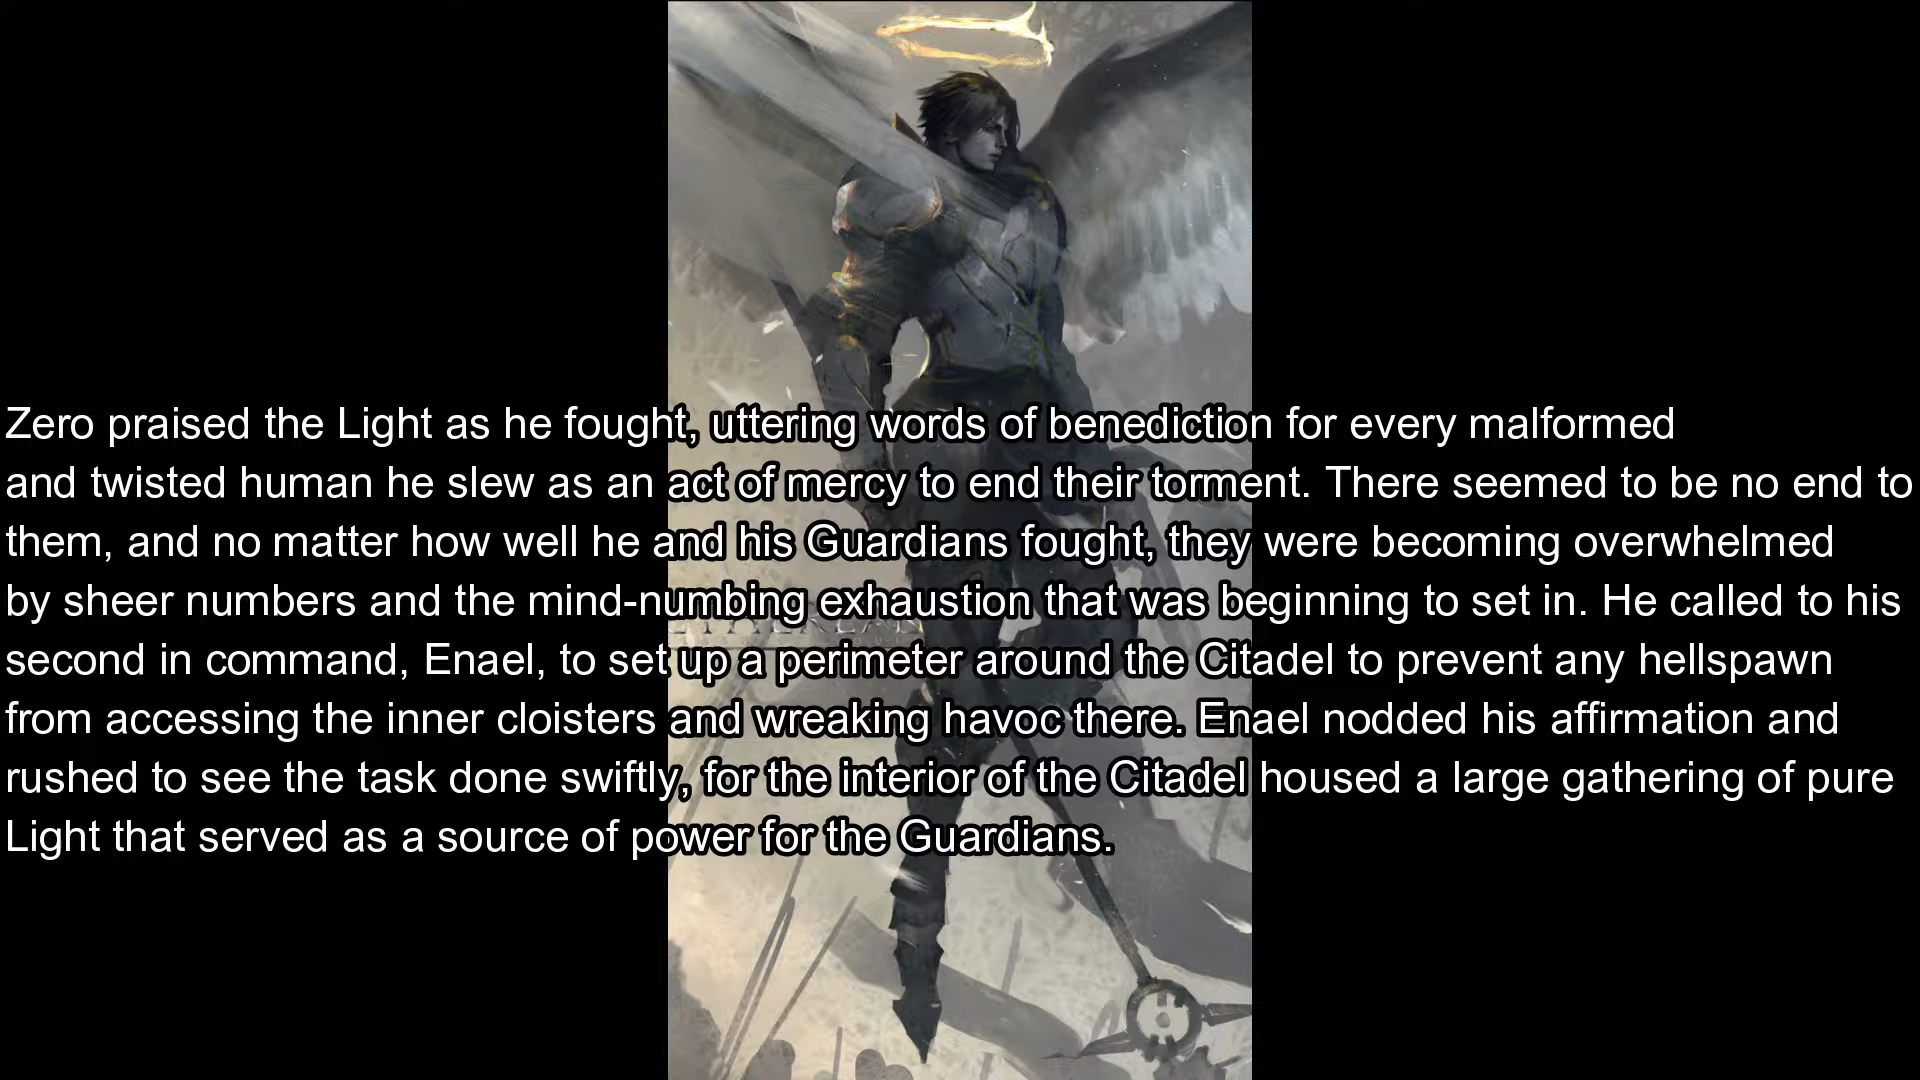 Zero praised the Light as he fought, uttering words of benediction for every malformed
and twisted human he slew as an act of mercy to end their torment. There seemed to be no end to
them, and no matter how well he and his Guardians fought, they were becoming overwhelmed
by sheer numbers and the mind-numbing exhaustion that was beginning to set in. He called to his
second in command, Enael, to set up a perimeter around the Citadel to prevent any hellspawn
from accessing the inner cloisters and wreaking havoc there. Enael nodded his affirmation and
rushed to see the task done swiftly, for the interior of the Citadel housed a large gathering of pure
Light that served as a source of power for the Guardians.